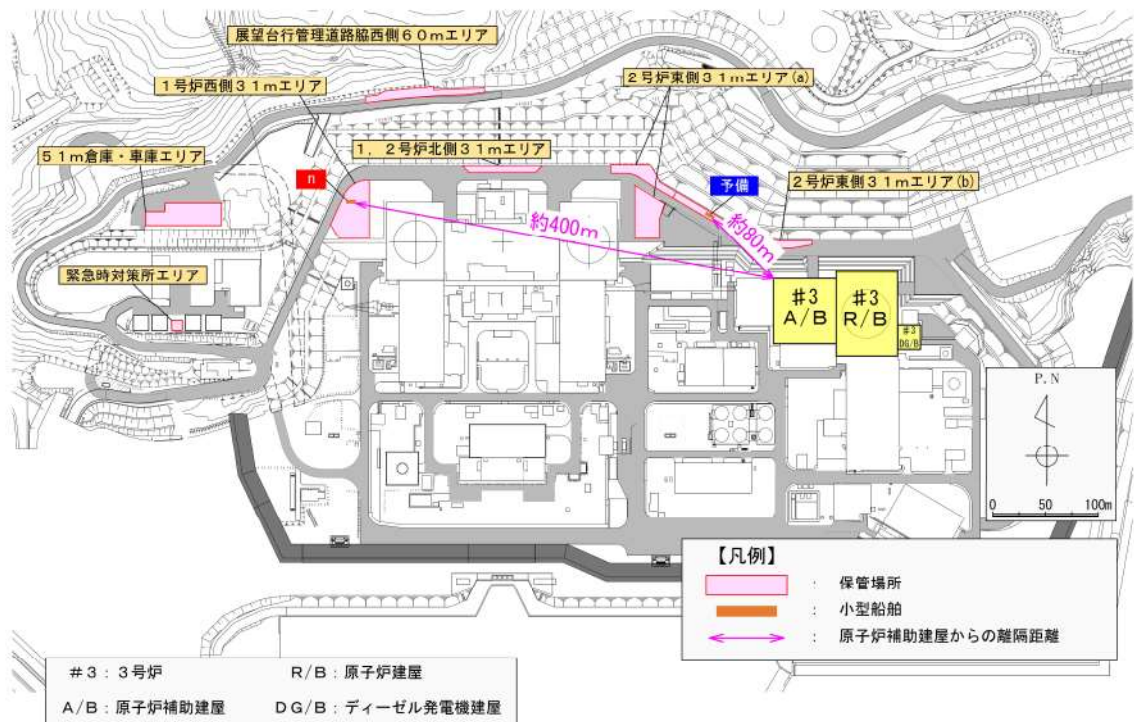 展望台行管理道路脇西側６０ｍエリア
１号炉西側３１ｍエリア
２号炉東側３１ｍエリア(a)
５１ｍ倉庫・車庫エリア
１，２号炉北側３１ｍエリア
n
予備
２号炉東側３１ｍエリア(b)
約400m
約80m
緊急時対策所エリア
＃3
A/B
＃3
R/B
＃3
DG/B
P.N
0 50 100m
【凡例】
： 保管場所
： 小型船舶
： 原子炉補助建屋からの離隔距離
＃3：３号炉 R/B：原子炉建屋
A/B：原子炉補助建屋 DG/B：ディーゼル発電機建屋